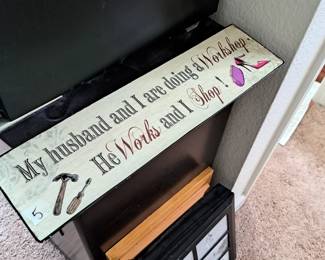 My husband and I are doing a Workshop.
He Works and I Shop!
5